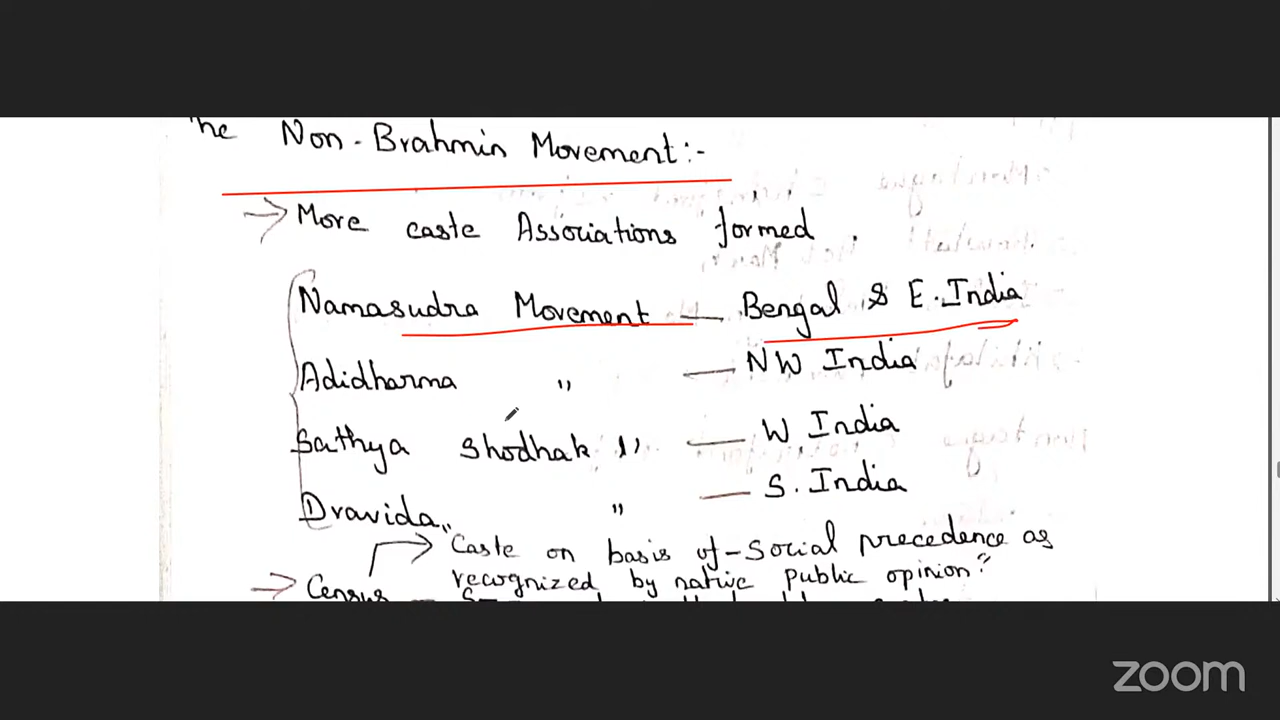 The Non-Brahmin Movement:-
→ More caste Associations formed.
Namasudra Movement — Bengal & E. India
Adidharma " — NW India
Sathya Shodhak " — W India
Dravida " — S. India
Caste on basis of - social precedence as
recognized by native public opinion"
→ Census -
zoom